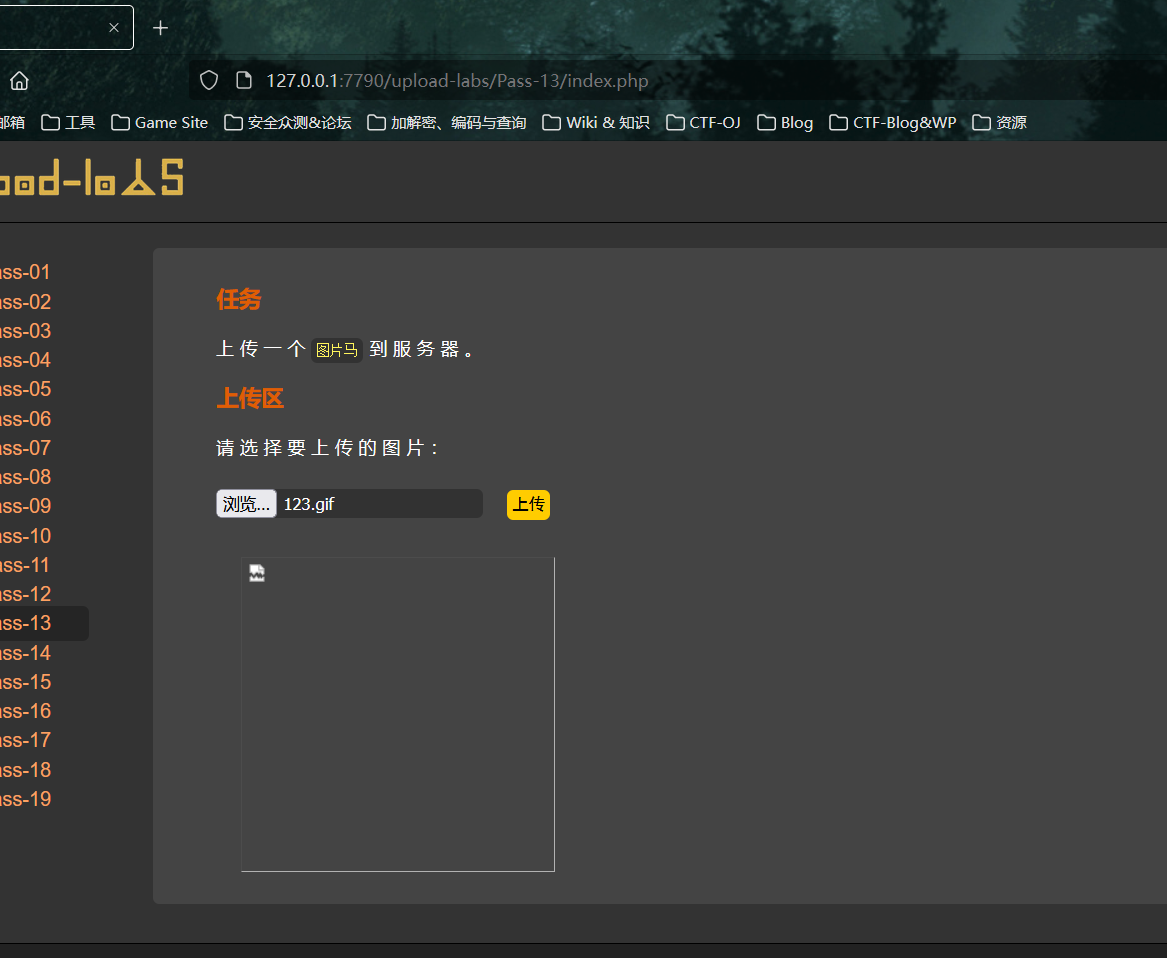 127.0.0.1:7790/upload-labs/Pass-13/index.php
邮箱 工具 Game Site 安全众测&论坛 加解密、编码与查询 Wiki & 知识 CTF-OJ Blog CTF-Blog&WP 资源
oad-labs
ass-01
ass-02
ass-03
ass-04
ass-05
ass-06
ass-07
ass-08
ass-09
ass-10
ass-11
ass-12
ass-13
ass-14
ass-15
ass-16
ass-17
ass-18
ass-19
任务
上传一个 图片马 到服务器。
上传区
请选择要上传的图片：
浏览... 123.gif 上传